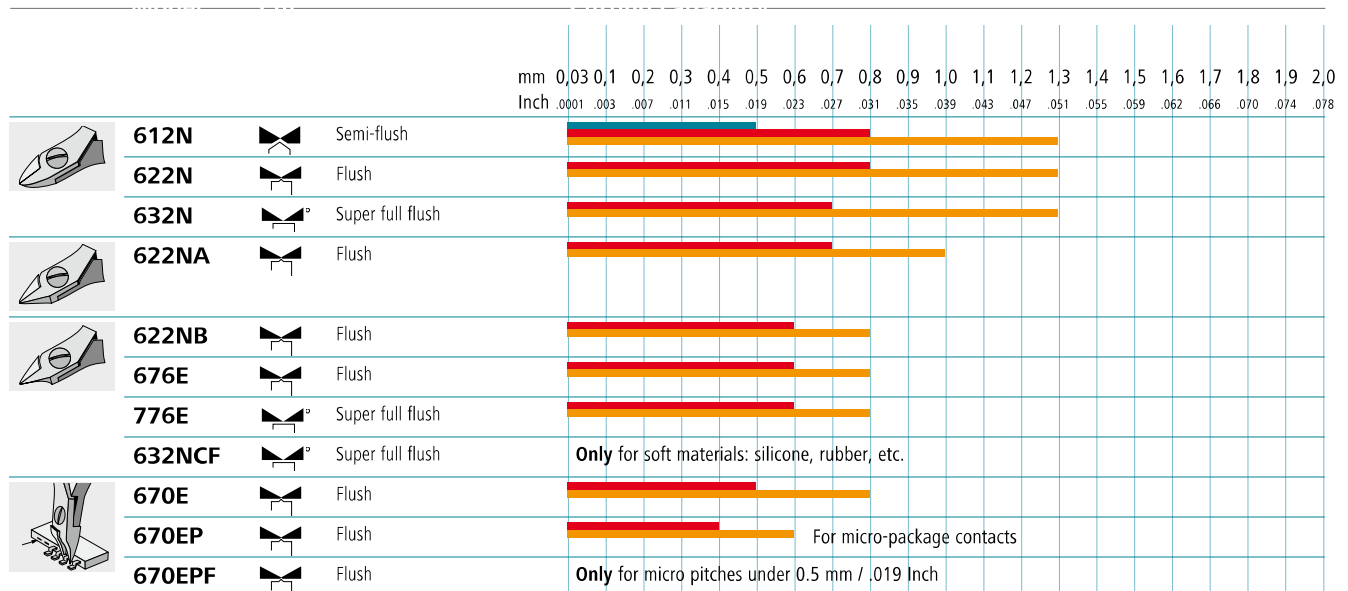 mm 0,03 0,1 0,2 0,3 0,4 0,5 0,6 0,7 0,8 0,9 1,0 1,1 1,2 1,3 1,4 1,5 1,6 1,7 1,8 1,9 2,0
Inch .0001 .003 .007 .011 .015 .019 .023 .027 .031 .035 .039 .043 .047 .051 .055 .059 .062 .066 .070 .074 .078
612N Semi-flush
622N Flush
632N Super full flush
622NA Flush
622NB Flush
676E Flush
776E Super full flush
632NCF Super full flush Only for soft materials: silicone, rubber, etc.
670E Flush
670EP Flush For micro-package contacts
670EPF Flush Only for micro pitches under 0.5 mm / .019 Inch